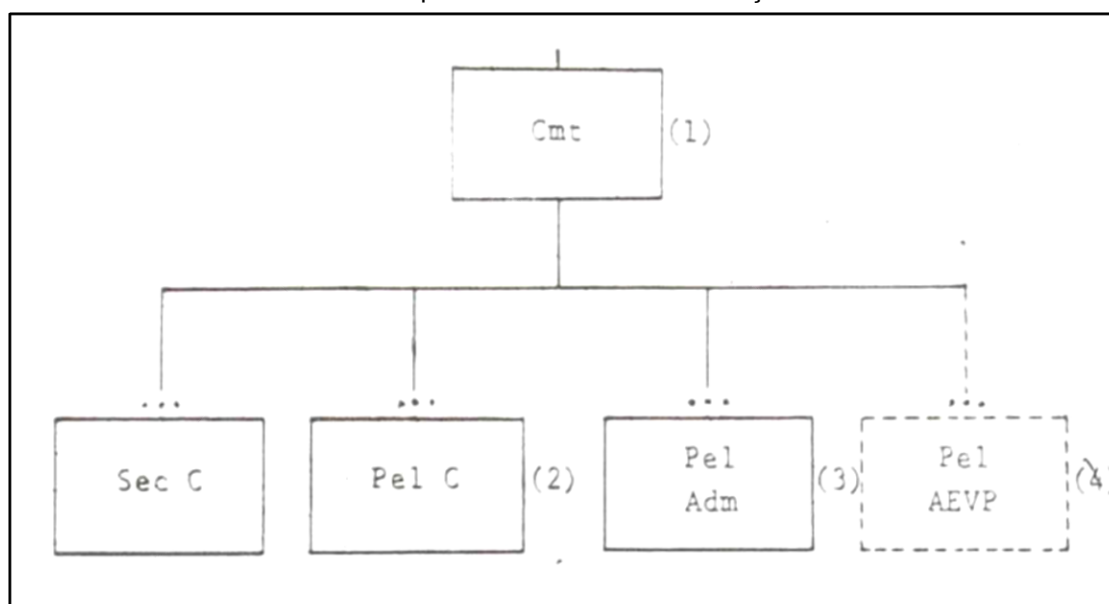 Cmt (1)
Sec C
Pel C (2)
Pel
Adm (3)
Pel
AEVP (4)